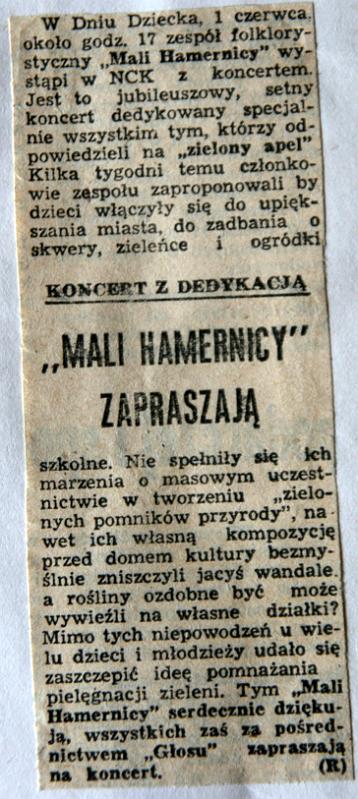 W Dniu Dziecka, 1 czerwca,
około godz. 17 zespół folklory-
styczny „Mali Hamernicy” wy-
stąpi w NCK z koncertem.
Jest to jubileuszowy, setny
koncert dedykowany specjal-
nie wszystkim tym, którzy od-
powiedzieli na „zielony apel”
Kilka tygodni temu członko-
wie zespołu zaproponowali by
dzieci włączyły się do upięk-
szania miasta, do zadbania o
skwery, zieleńce i ogródki
KONCERT Z DEDYKACJĄ
„MALI HAMERNICY”
ZAPRASZAJĄ
szkolne. Nie spełniły się ich
marzenia o masowym uczest-
nictwie w tworzeniu „zielo-
nych pomników przyrody”, na-
wet ich własną kompozycję
przed domem kultury bezmy-
ślnie zniszczyli jacyś wandale,
a rośliny ozdobne być może
wywieźli na własne działki?
Mimo tych niepowodzeń u wie-
lu dzieci i młodzieży udało się
zaszczepić ideę pomnażania i
pielęgnacji zieleni. Tym „Mali
Hamernicy” serdecznie dzięku-
ją, wszystkich zaś za pośred-
nictwem „Głosu” zapraszają
na koncert. (R)